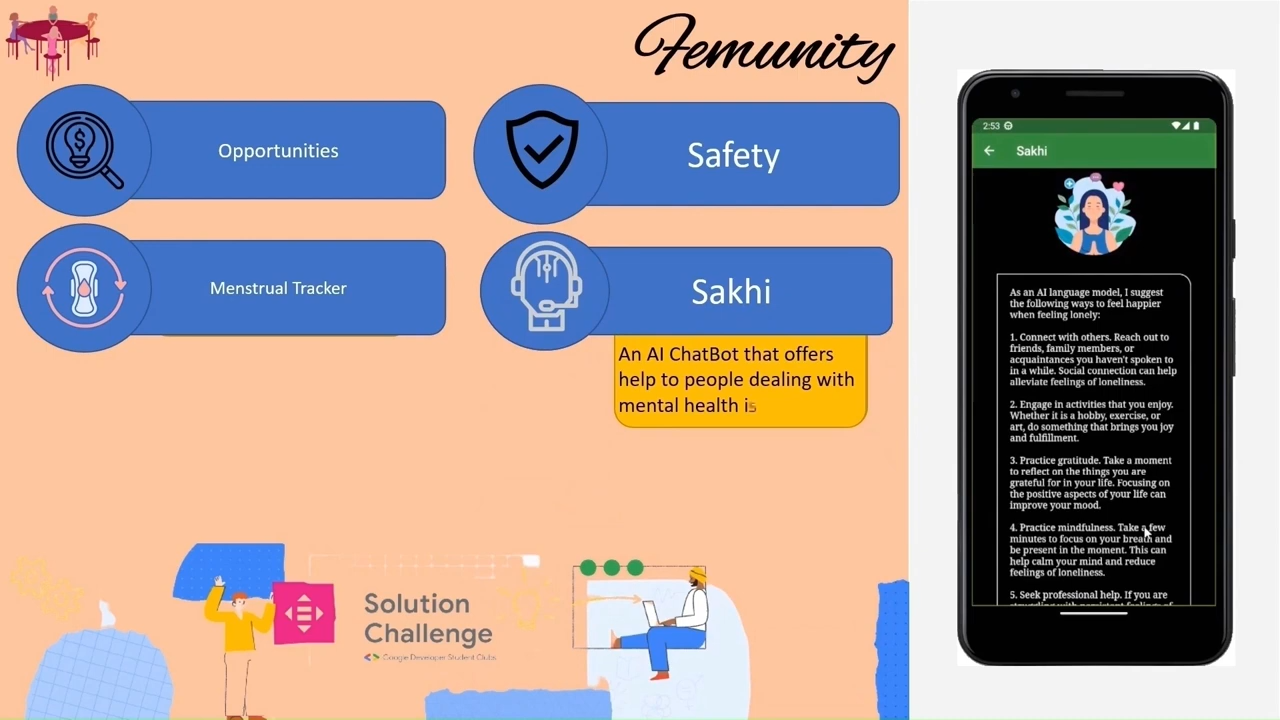 Femunity
Opportunities
Safety
Menstrual Tracker
Sakhi
An AI ChatBot that offers
help to people dealing with
mental health is
Solution
Challenge
Google Developer Student Clubs
2:53
Sakhi
As an AI language model, I suggest
the following ways to feel happier
when feeling lonely:
1. Connect with others. Reach out to
friends, family members, or
acquaintances you haven't spoken to
in a while. Social connection can help
alleviate feelings of loneliness.
2. Engage in activities that you enjoy.
Whether it is a hobby, exercise, or
art, do something that brings you joy
and fulfillment.
3. Practice gratitude. Take a moment
to reflect on the things you are
grateful for in your life. Focusing on
the positive aspects of your life can
improve your mood.
4. Practice mindfulness. Take a few
minutes to focus on your breath and
be present in the moment. This can
help calm your mind and reduce
feelings of loneliness.
5. Seek professional help. If you are